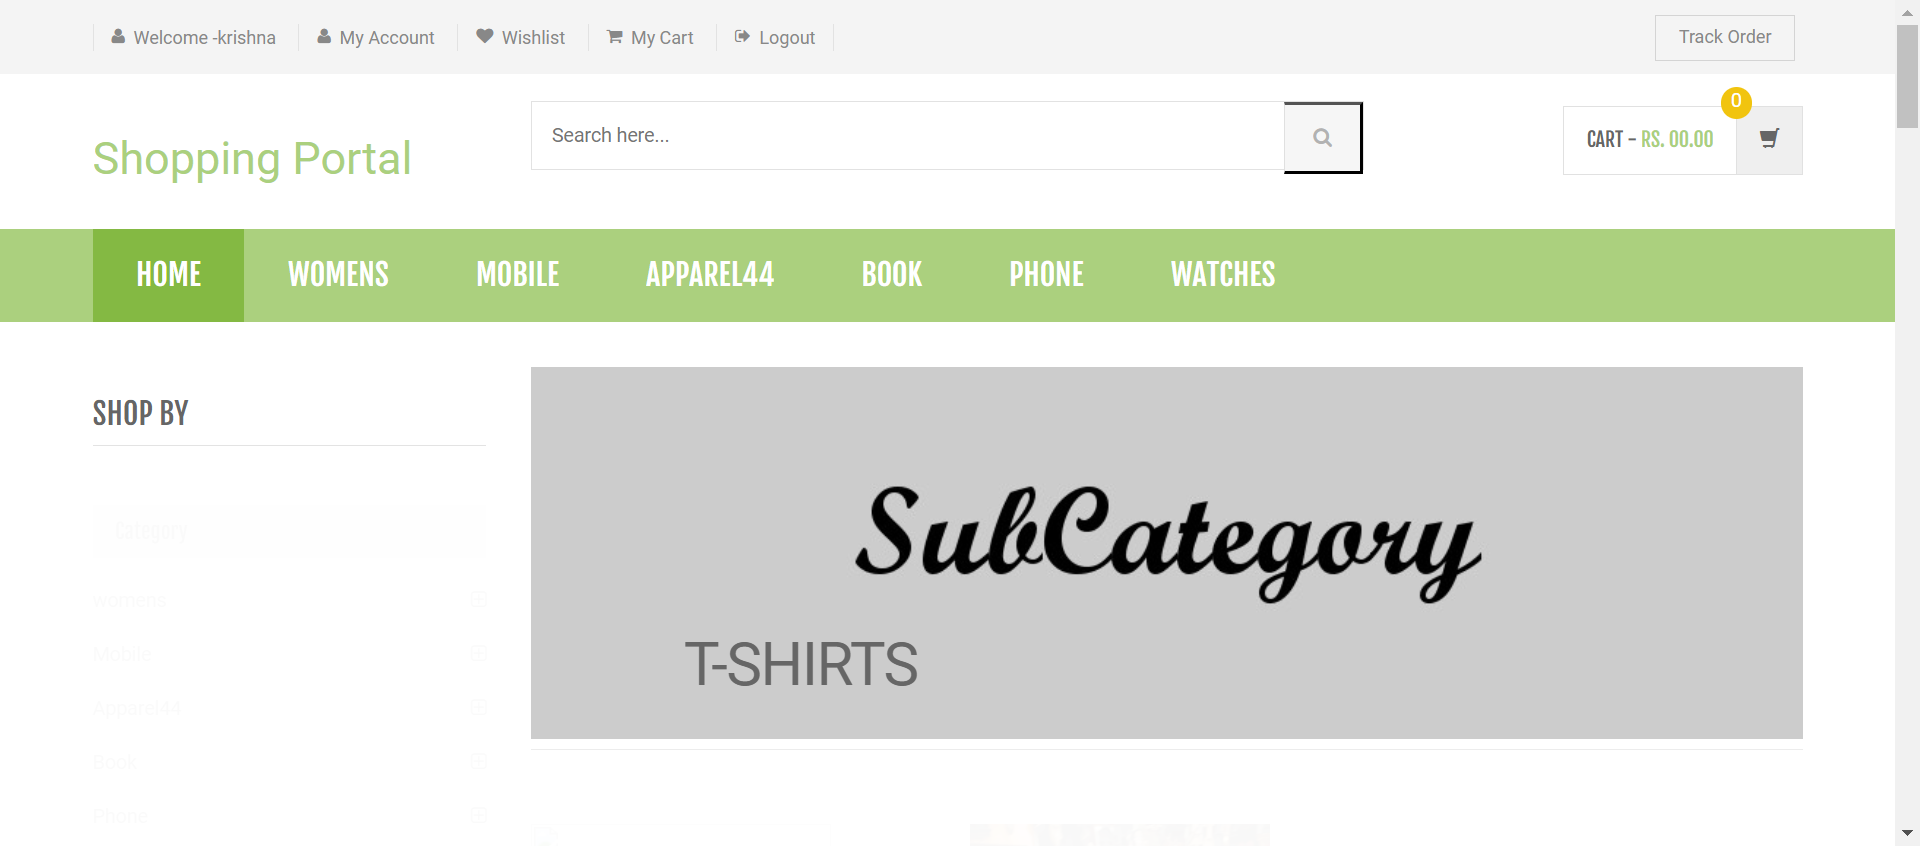 Welcome -krishna
My Account
Wishlist
My Cart
Logout
Track Order
Shopping Portal
Search here...
CART - RS. 00.00
0
HOME
WOMENS
MOBILE
APPAREL44
BOOK
PHONE
WATCHES
SHOP BY
SubCategory
T-SHIRTS
Category
womens
Mobile
Apparel44
Book
Phone